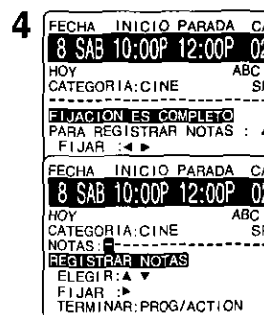 4
FECHA INICIO PARADA CA
8 SAB 10:00P 12:00P 02
HOY ABC
CATEGORIA:CINE SP
FIJACION ES COMPLETO
PARA REGISTRAR NOTAS :
FIJAR :◄ ►
FECHA INICIO PARADA CA
8 SAB 10:00P 12:00P 02
HOY ABC
CATEGORIA:CINE
NOTAS:
REGISTRAR NOTAS
ELEGIR:▲ ▼
FIJAR :►
TERMINAR:PROG/ACTION